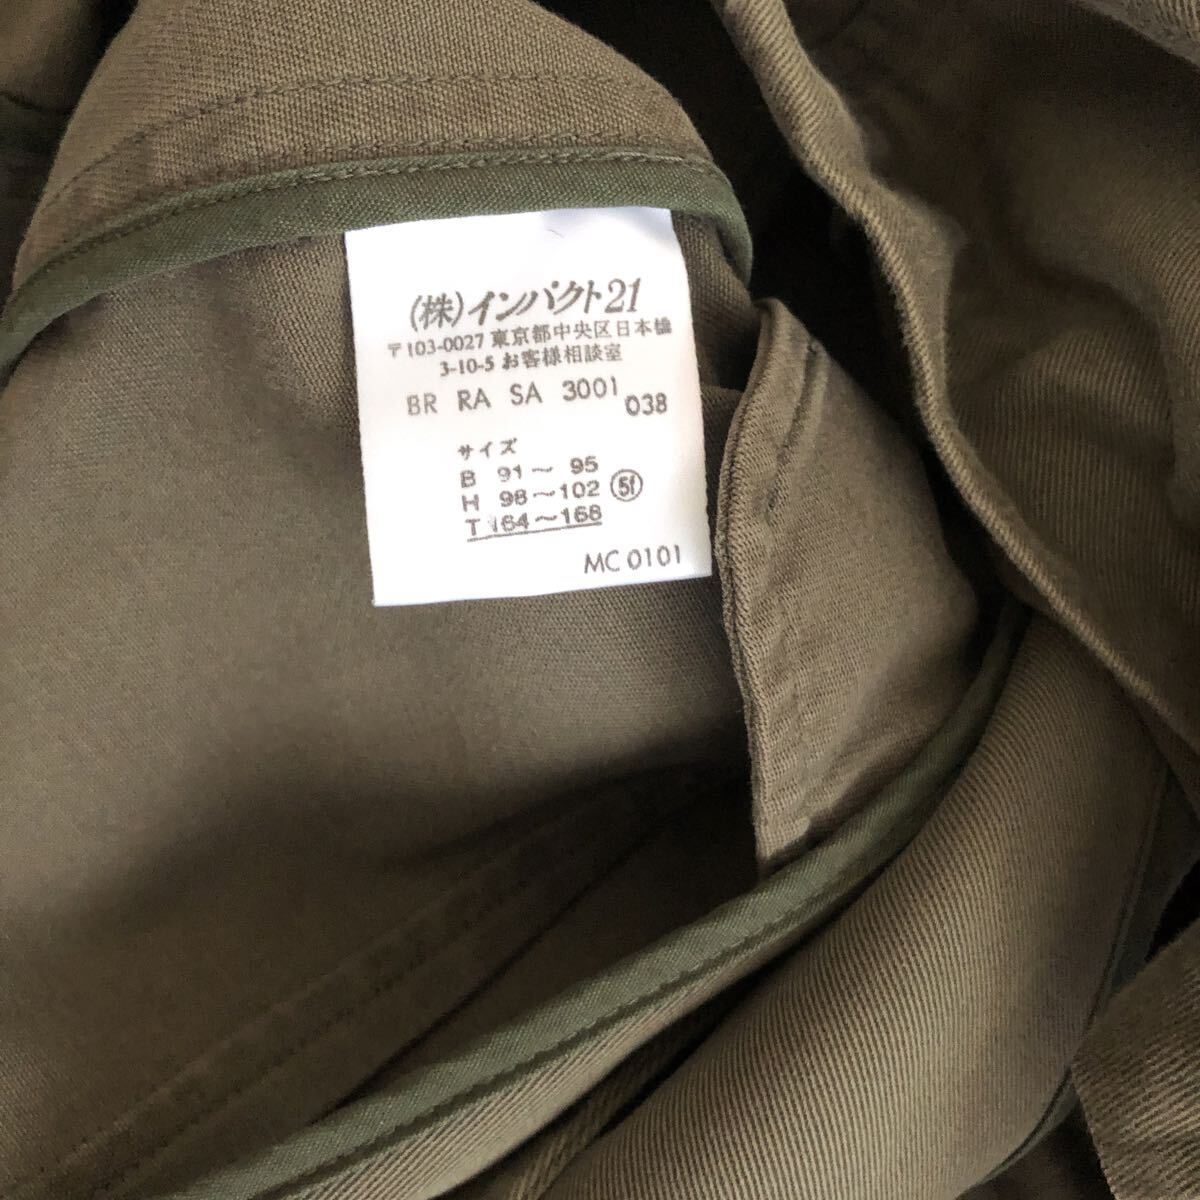 (株)インパクト21
〒103-0027 東京都中央区日本橋
3-10-5 お客様相談室
BR RA SA 3001 038
サイズ
B 91～ 95
H 98～102 51
T 164～168
MC 0101